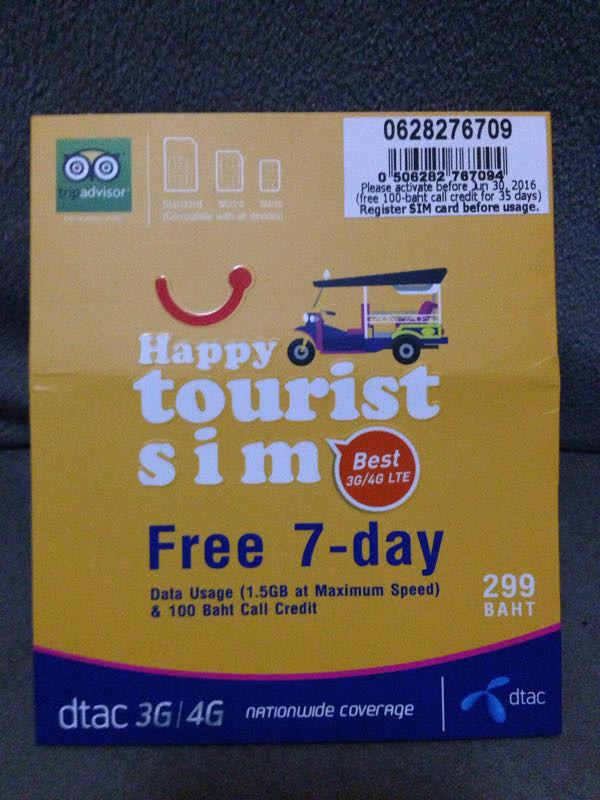 tripadvisor
Standard Micro Nano
(Compatible with all devices)
0628276709
0 506282 767094
Please activate before Jun 30, 2016
(free 100-baht call credit for 35 days)
Register SIM card before usage.
Happy
tourist
sim
Best
3G/4G LTE
Free 7-day
Data Usage (1.5GB at Maximum Speed)
& 100 Baht Call Credit
299
BAHT
dtac 3G|4G
NATIONWIDE COVERAGE
dtac